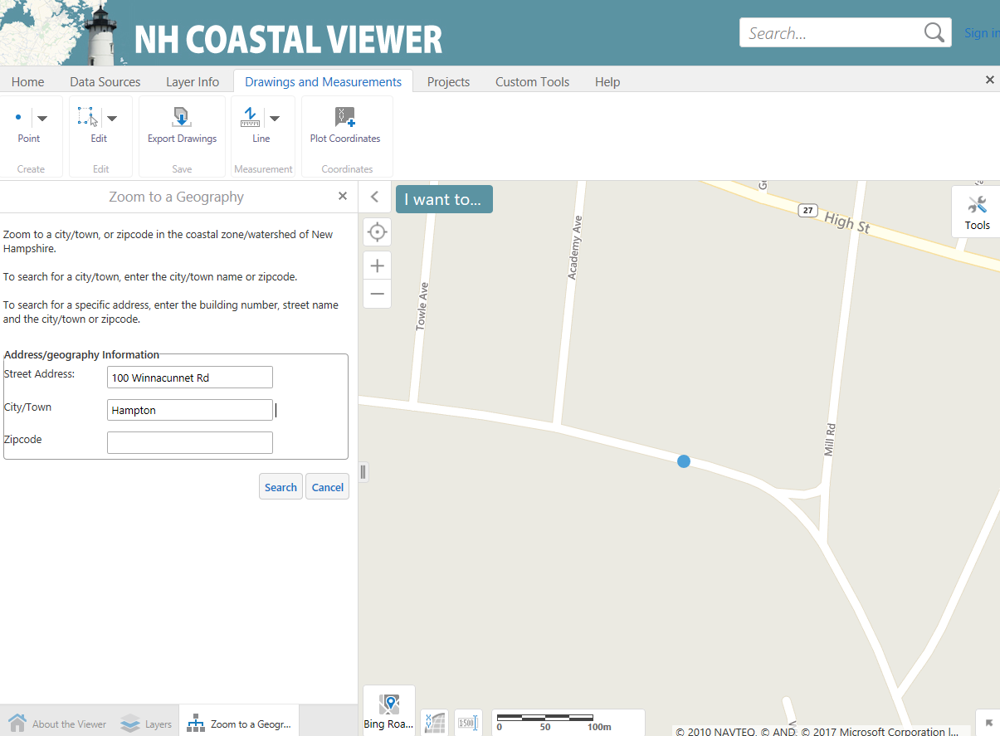 NH COASTAL VIEWER
Search...
Sign in
Home
Data Sources
Layer Info
Drawings and Measurements
Projects
Custom Tools
Help
Point
Edit
Export Drawings
Line
Plot Coordinates
Create
Edit
Save
Measurement
Coordinates
Zoom to a Geography
Zoom to a city/town, or zipcode in the coastal zone/watershed of New
Hampshire.
To search for a city/town, enter the city/town name or zipcode.
To search for a specific address, enter the building number, street name
and the city/town or zipcode.
Address/geography Information
Street Address:
100 Winnacunnet Rd
City/Town
Hampton
Zipcode
Search
Cancel
About the Viewer
Layers
Zoom to a Geogr...
I want to...
Tools
27
High St
Academy Ave
Towle Ave
Mill Rd
Bing Roa...
X
Y
1:500
0
50
100m
© 2010 NAVTEQ, © AND, © 2017 Microsoft Corporation |...